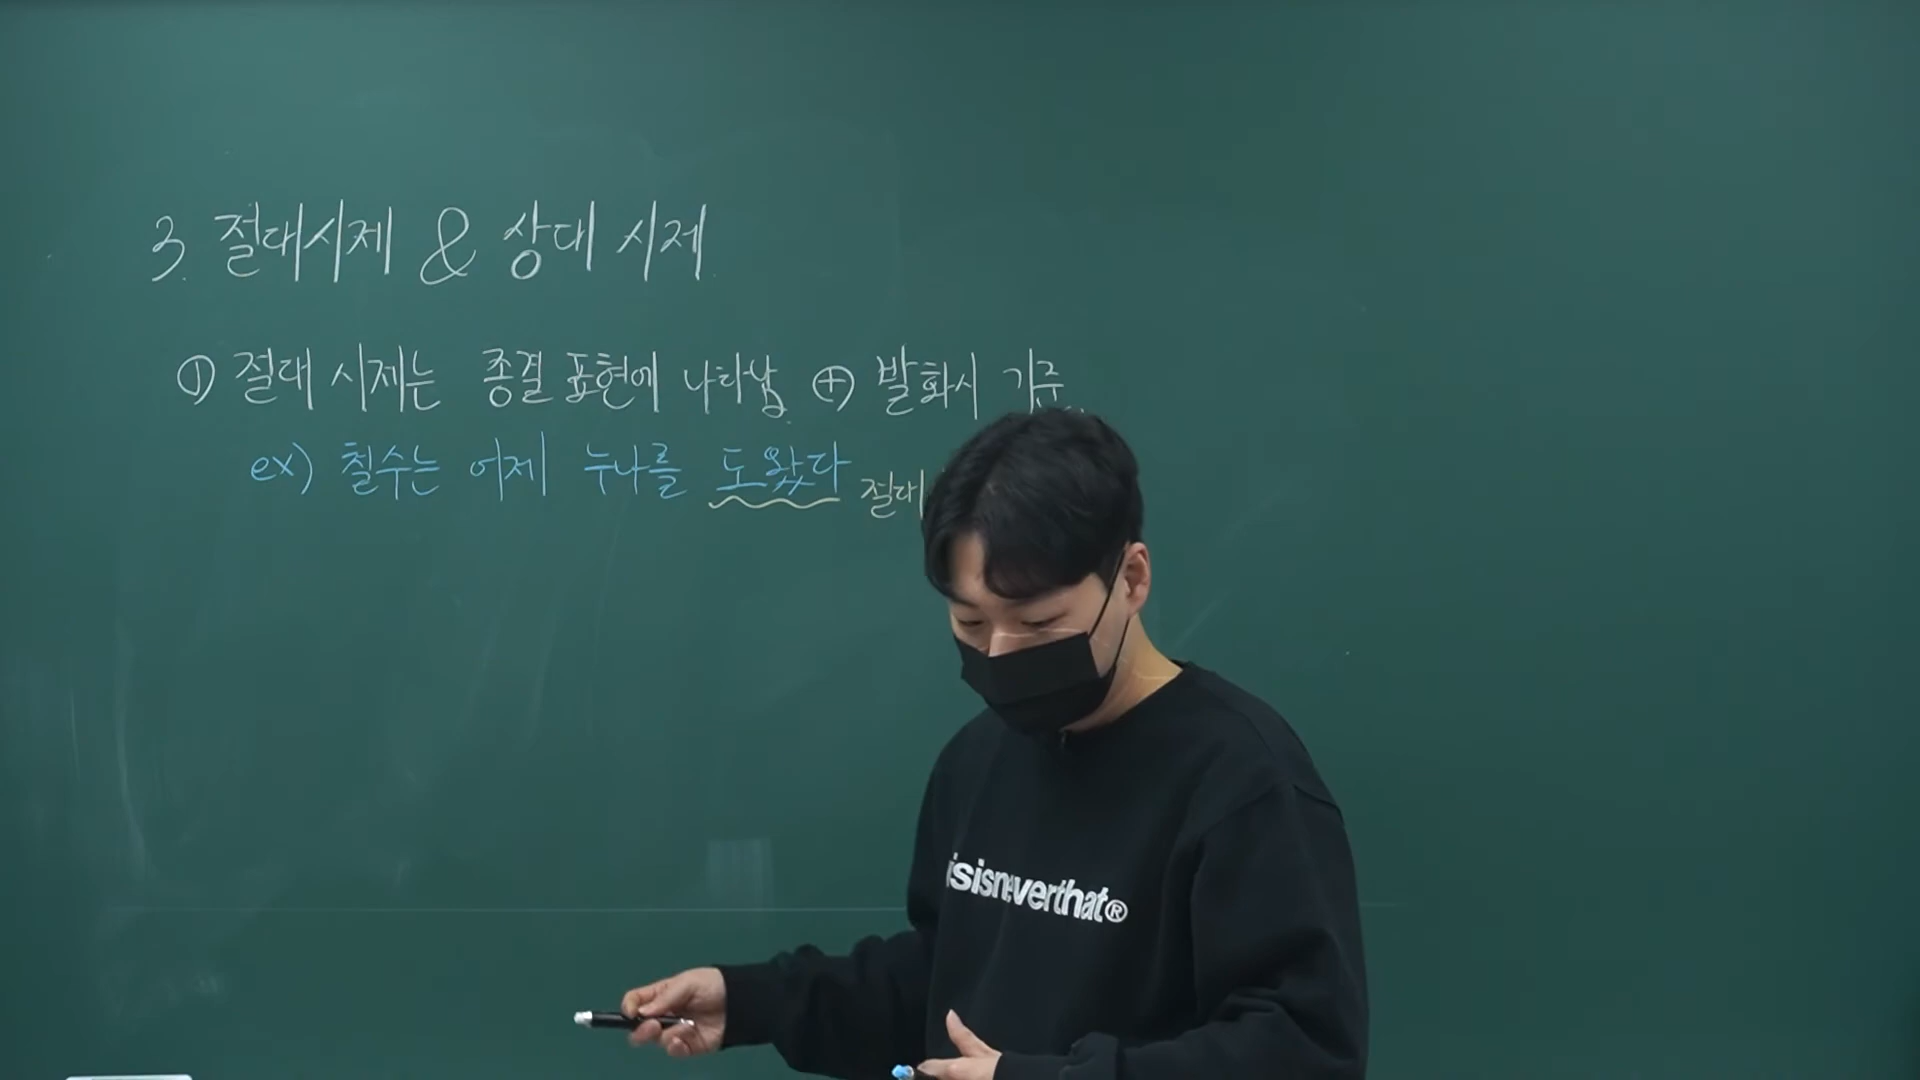 3. 절대시제 & 상대 시제
① 절대 시제는 종결 표현에 나타남 ⊕ 발화시 기준
ex) 칠수는 어제 누나를 도왔다 절대
isisneverthat®